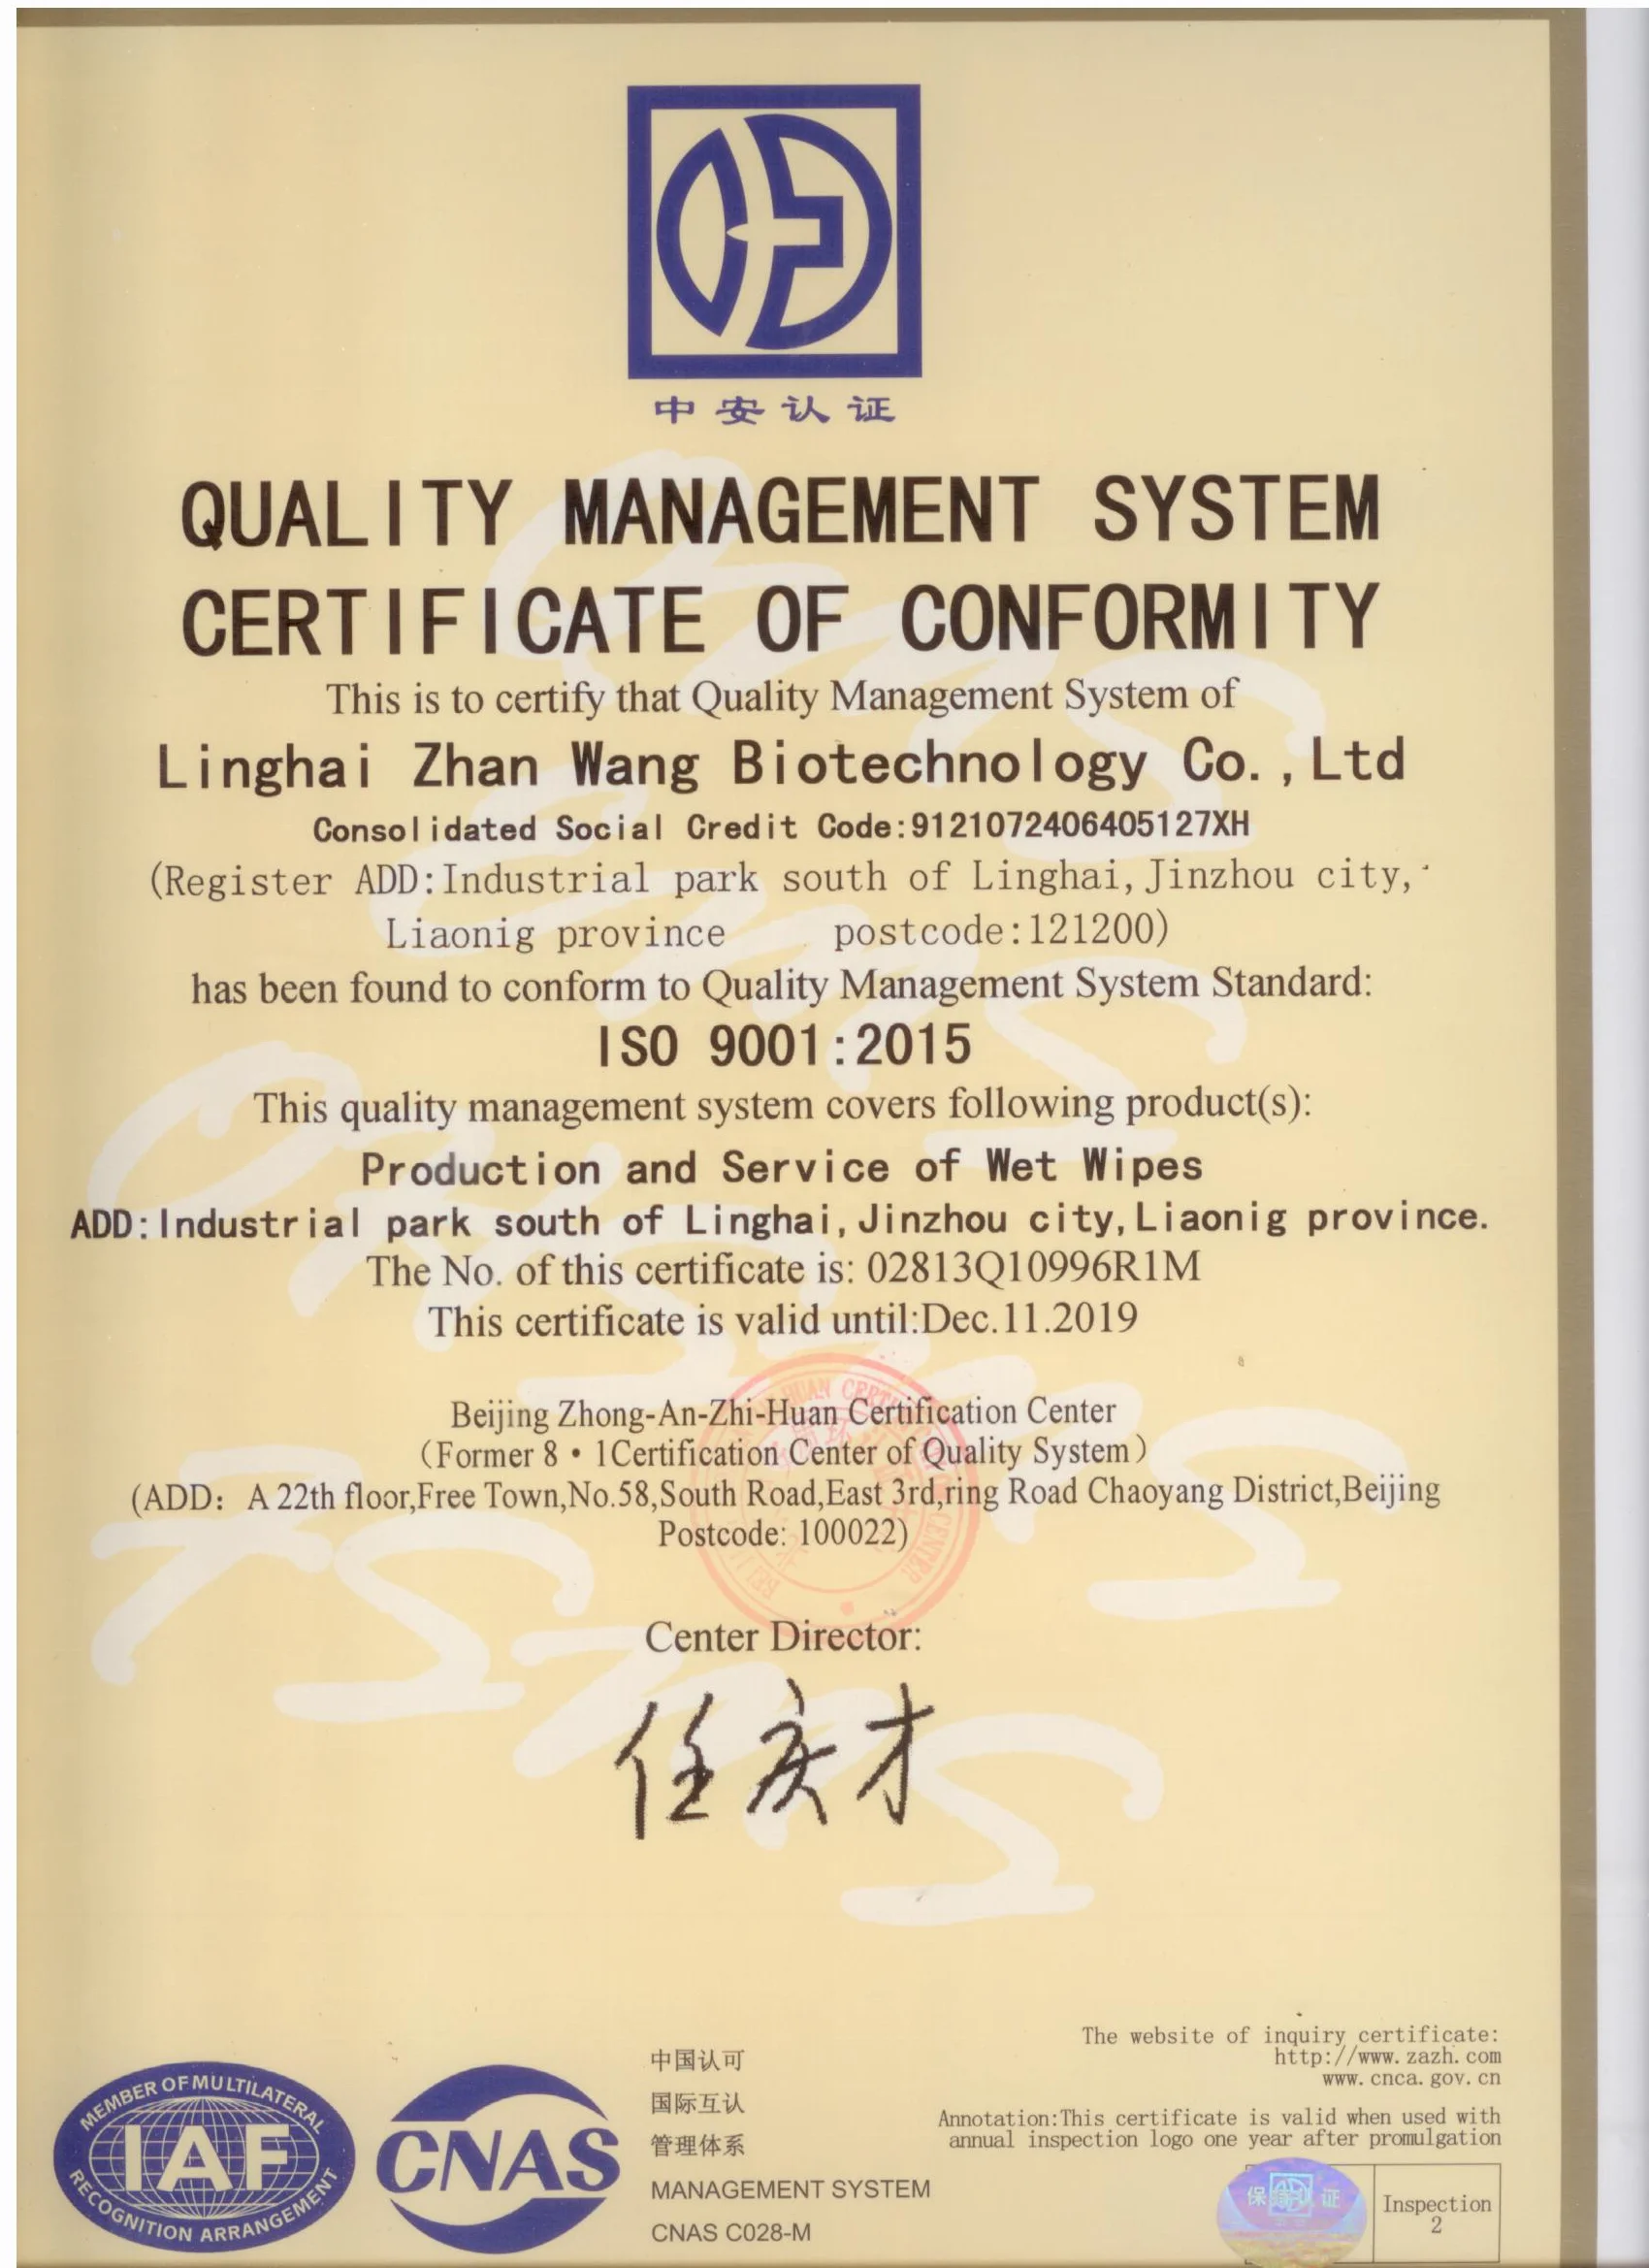 中安认证
QUALITY MANAGEMENT SYSTEM
CERTIFICATE OF CONFORMITY
This is to certify that Quality Management System of
Linghai Zhan Wang Biotechnology Co.,Ltd
Consolidated Social Credit Code:9121072406405127XH
(Register ADD:Industrial park south of Linghai,Jinzhou city,
Liaonig province postcode:121200)
has been found to conform to Quality Management System Standard:
ISO 9001:2015
This quality management system covers following product(s):
Production and Service of Wet Wipes
ADD:Industrial park south of Linghai,Jinzhou city,Liaonig province.
The No. of this certificate is: 02813Q10996R1M
This certificate is valid until:Dec.11.2019
Beijing Zhong-An-Zhi-Huan Certification Center
(Former 8·1Certification Center of Quality System)
(ADD: A 22th floor,Free Town,No.58,South Road,East 3rd,ring Road Chaoyang District,Beijing
Postcode: 100022)
Center Director:
任庆才
The website of inquiry certificate:
http://www.zazh.com
www.cnca.gov.cn
Annotation:This certificate is valid when used with
annual inspection logo one year after promulgation
MEMBER OF MULTILATERAL
IAF
RECOGNITION ARRANGEMENT
CNAS
中国认可
国际互认
管理体系
MANAGEMENT SYSTEM
CNAS C028-M
保持认证
Inspection
2